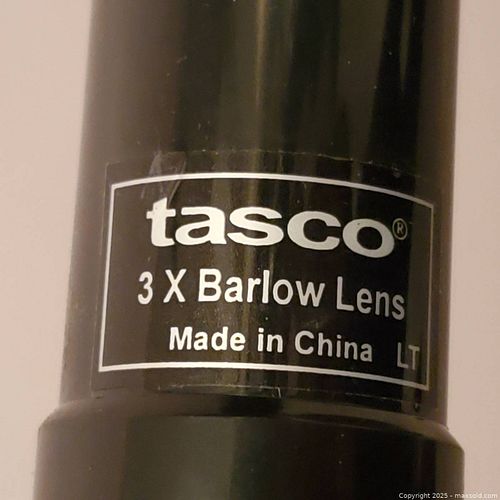 tasco®
3 X Barlow Lens
Made in China LT
Copyright 2025 - maxsold.com